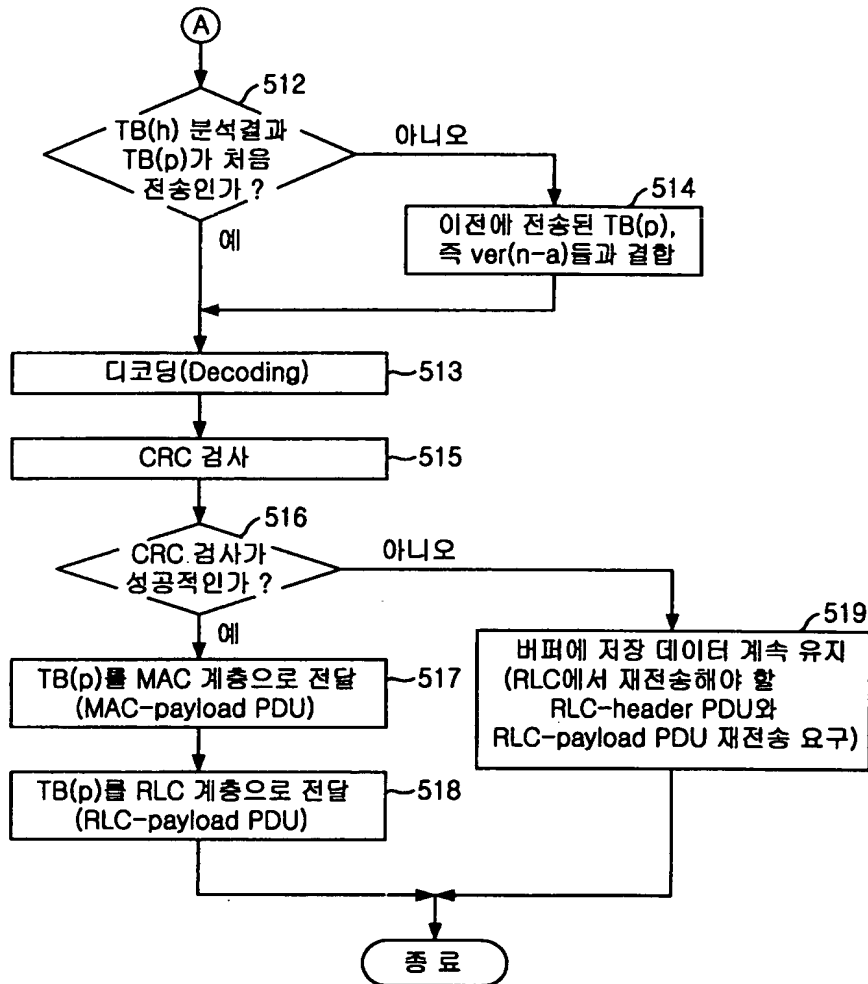 A
512
TB(h) 분석결과
TB(p)가 처음
전송인가 ?
아니오
예
514
이전에 전송된 TB(p),
즉 ver(n-a)들과 결합
디코딩(Decoding)
513
CRC 검사
515
516
CRC 검사가
성공적인가 ?
아니오
예
519
버퍼에 저장 데이터 계속 유지
(RLC에서 재전송해야 할
RLC-header PDU와
RLC-payload PDU 재전송 요구)
TB(p)를 MAC 계층으로 전달
(MAC-payload PDU)
517
TB(p)를 RLC 계층으로 전달
(RLC-payload PDU)
518
종 료